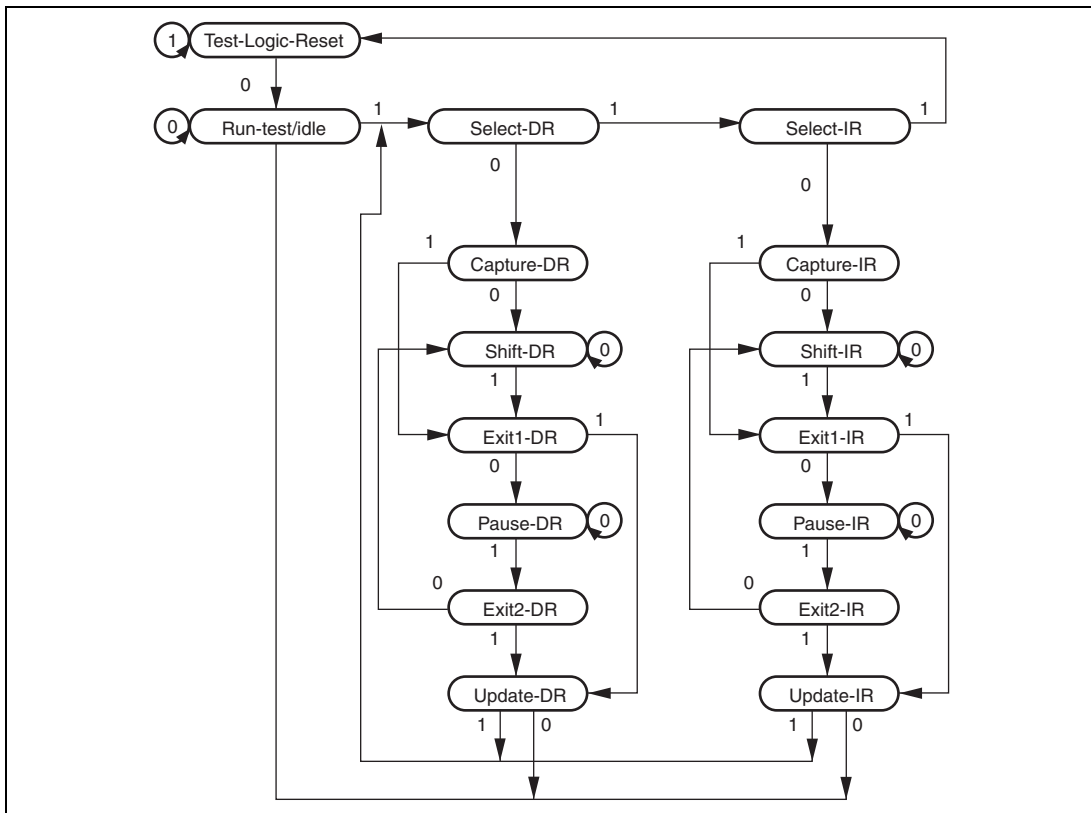 1 Test-Logic-Reset
0
0 Run-test/idle 1 Select-DR 1 Select-IR 1
0 0
1 Capture-DR 1 Capture-IR
0 0
Shift-DR 0 Shift-IR 0
1 1
Exit1-DR 1 Exit1-IR 1
0 0
Pause-DR 0 Pause-IR 0
1 1
0 Exit2-DR 0 Exit2-IR
1 1
Update-DR Update-IR
1 0 1 0